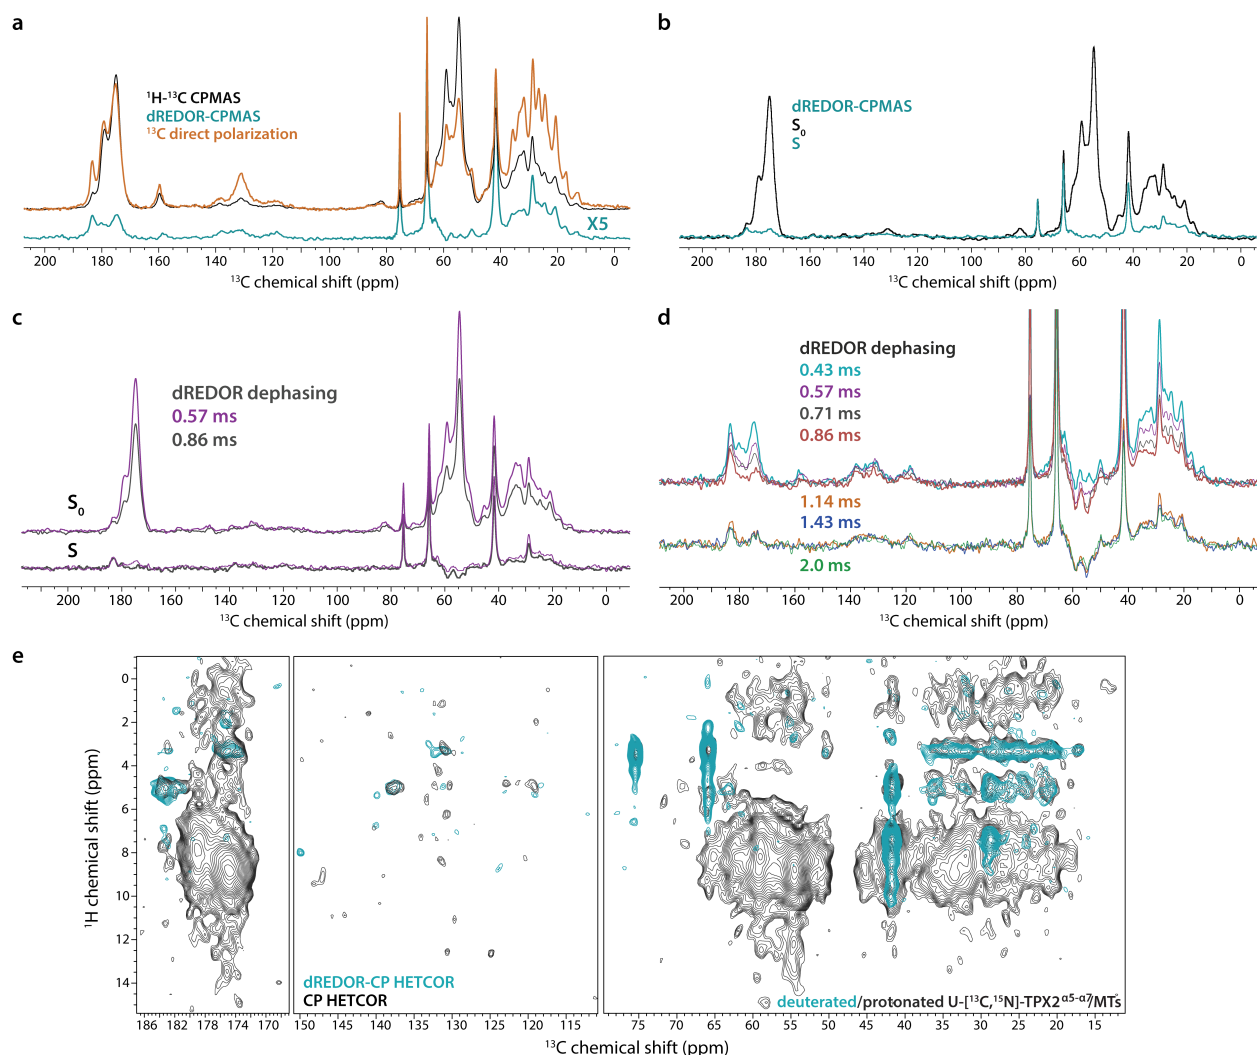 a
¹H-¹³C CPMAS
dREDOR-CPMAS
¹³C direct polarization
X5
200 180 160 140 120 100 80 60 40 20 0
¹³C chemical shift (ppm)
b
dREDOR-CPMAS
S₀
S
200 180 160 140 120 100 80 60 40 20 0
¹³C chemical shift (ppm)
c
dREDOR dephasing
0.57 ms
0.86 ms
S₀
S
200 180 160 140 120 100 80 60 40 20 0
¹³C chemical shift (ppm)
d
dREDOR dephasing
0.43 ms
0.57 ms
0.71 ms
0.86 ms
1.14 ms
1.43 ms
2.0 ms
200 180 160 140 120 100 80 60 40 20 0
¹³C chemical shift (ppm)
e
¹H chemical shift (ppm)
0
2
4
6
8
10
12
14
dREDOR-CP HETCOR
CP HETCOR
deuterated/protonated U-[¹³C,¹⁵N]-TPX2^α5-α7/MTs
186 182 178 174 170
150 145 140 135 130 125 120 115
75 70 65 60 55 50 45 40 35 30 25 20 15
¹³C chemical shift (ppm)